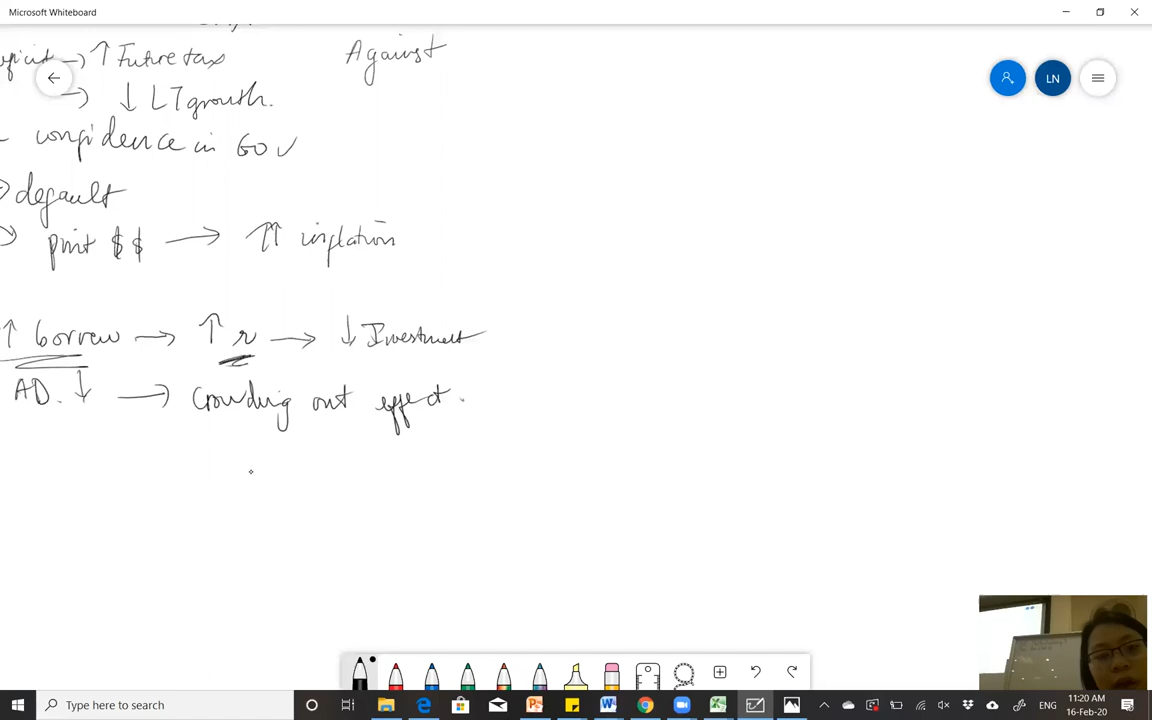 Microsoft Whiteboard
→ ↑ Future tax
Against
→ ↓ LT growth.
confidence in GOV
default
print $$ → ↑↑ inflation
↑ borrow → ↑ r → ↓ Investment
AD. ↓ → Crowding out effect.
LN
Type here to search
ENG
11:20 AM
16-Feb-20